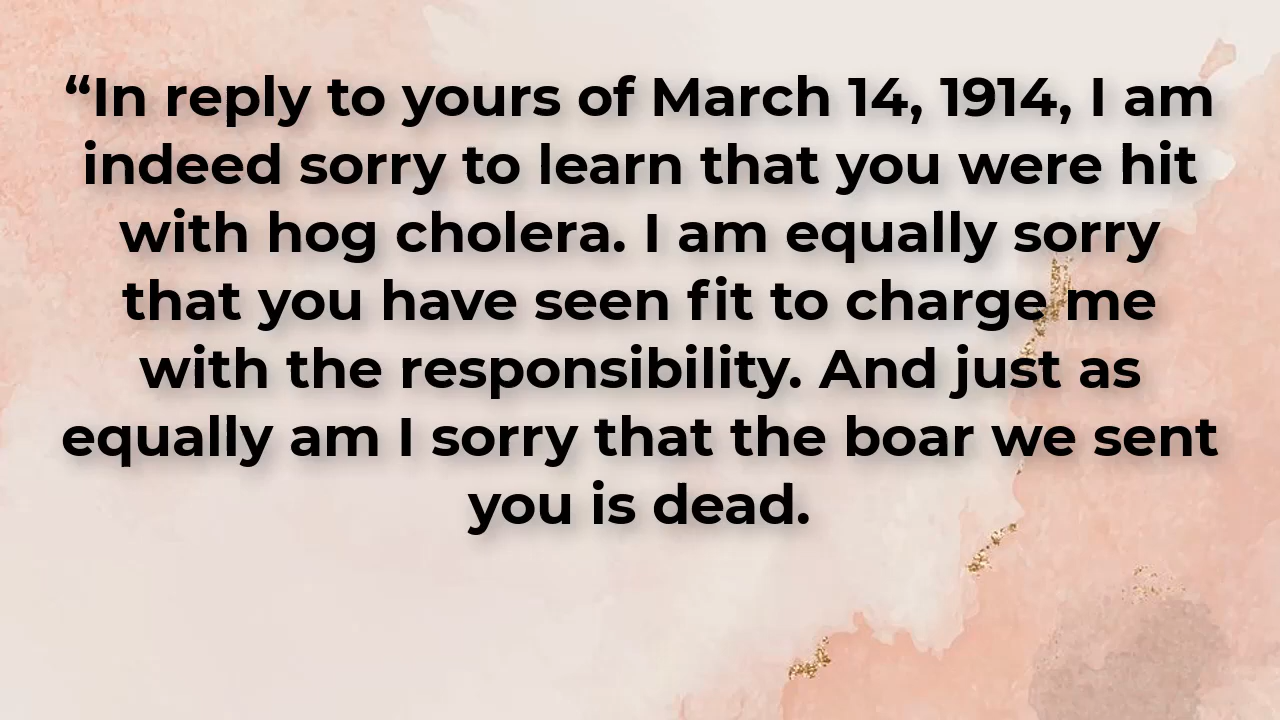 “In reply to yours of March 14, 1914, I am
indeed sorry to learn that you were hit
with hog cholera. I am equally sorry
that you have seen fit to charge me
with the responsibility. And just as
equally am I sorry that the boar we sent
you is dead.